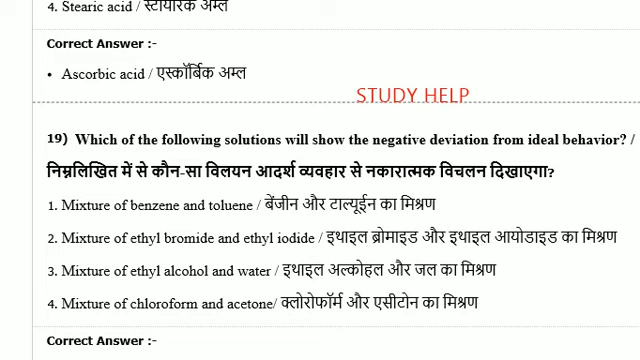 4. Stearic acid / स्टीयरिक अम्ल
Correct Answer :-
• Ascorbic acid / एस्कॉर्बिक अम्ल
STUDY HELP
19) Which of the following solutions will show the negative deviation from ideal behavior? /
निम्नलिखित में से कौन-सा विलयन आदर्श व्यवहार से नकारात्मक विचलन दिखाएगा?
1. Mixture of benzene and toluene / बेंजीन और टाल्यूईन का मिश्रण
2. Mixture of ethyl bromide and ethyl iodide / इथाइल ब्रोमाइड और इथाइल आयोडाइड का मिश्रण
3. Mixture of ethyl alcohol and water / इथाइल अल्कोहल और जल का मिश्रण
4. Mixture of chloroform and acetone/ क्लोरोफॉर्म और एसीटोन का मिश्रण
Correct Answer :-